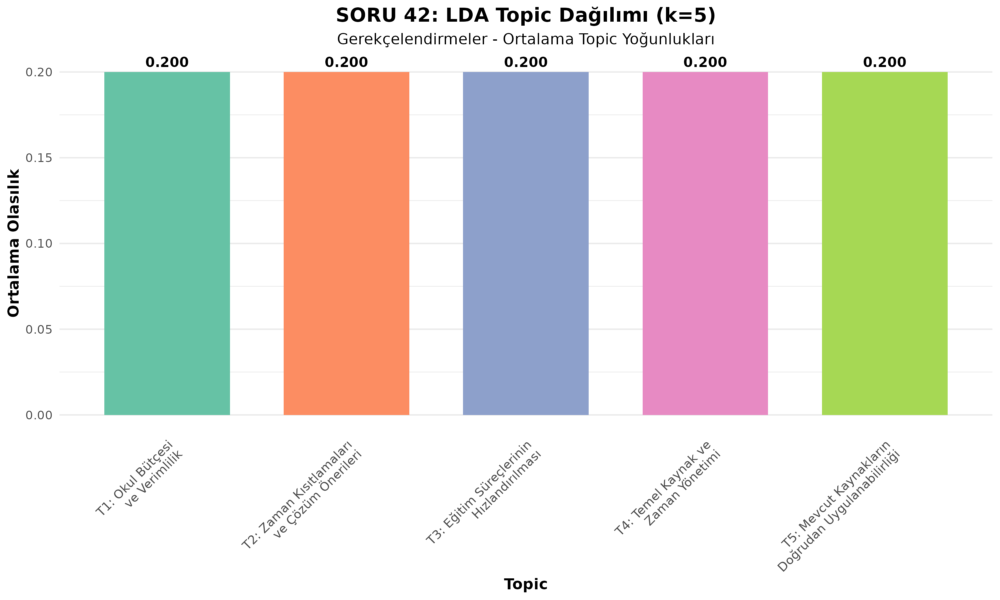 SORU 42: LDA Topic Dağılımı (k=5)
Gerekçelendirmeler - Ortalama Topic Yoğunlukları
0.200
0.200
0.200
0.200
0.200
Ortalama Olasılık
0.20
0.15
0.10
0.05
0.00
T1: Okul Bütçesi
ve Verimlilik
T2: Zaman Kısıtlamaları
ve Çözüm Önerileri
T3: Eğitim Süreçlerinin
Hızlandırılması
T4: Temel Kaynak ve
Zaman Yönetimi
T5: Mevcut Kaynakların
Doğrudan Uygulanabilirliği
Topic